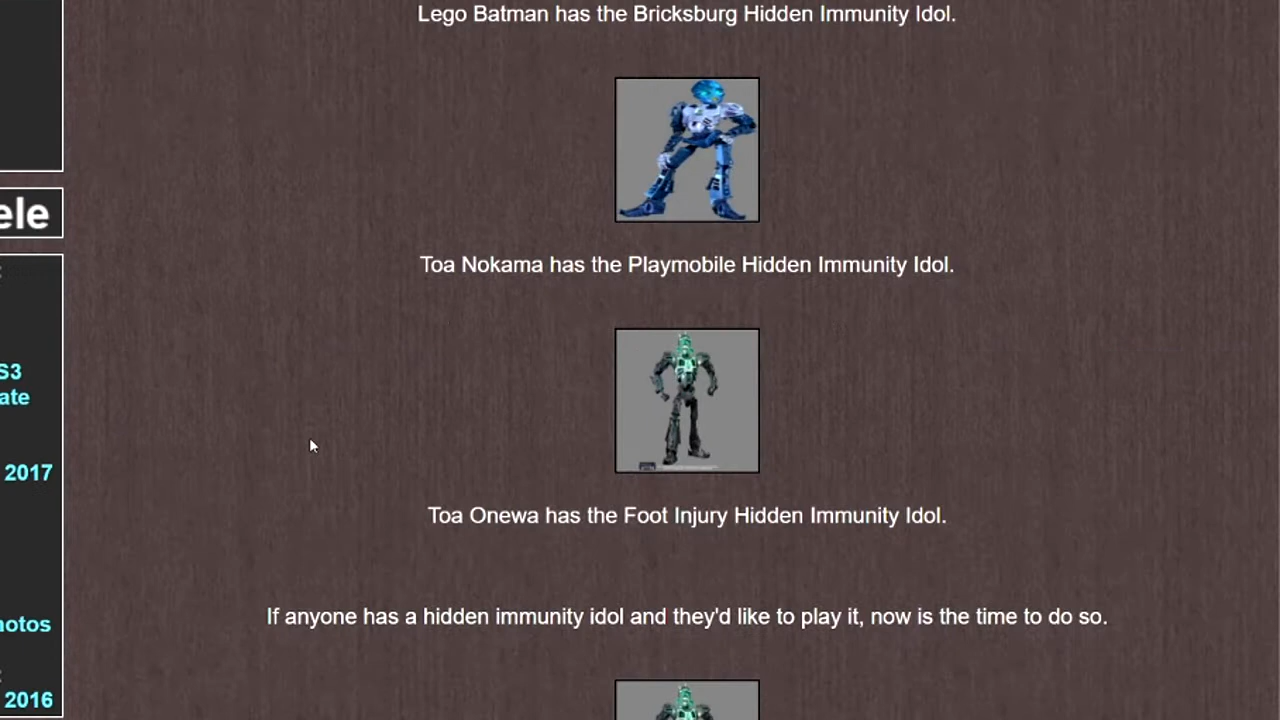 Lego Batman has the Bricksburg Hidden Immunity Idol.
ele
Toa Nokama has the Playmobile Hidden Immunity Idol.
S3
ate
2017
Toa Onewa has the Foot Injury Hidden Immunity Idol.
If anyone has a hidden immunity idol and they'd like to play it, now is the time to do so.
hotos
2016